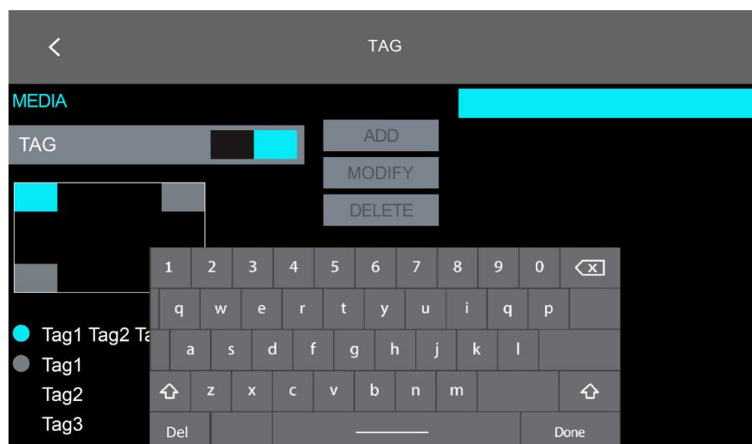 TAG
MEDIA
TAG
ADD
MODIFY
DELETE
1 2 3 4 5 6 7 8 9 0
q w e r t y u i q p
a s d f g h j k l
z x c v b n m
Del Done
Tag1 Tag2 Ta
Tag1
Tag2
Tag3